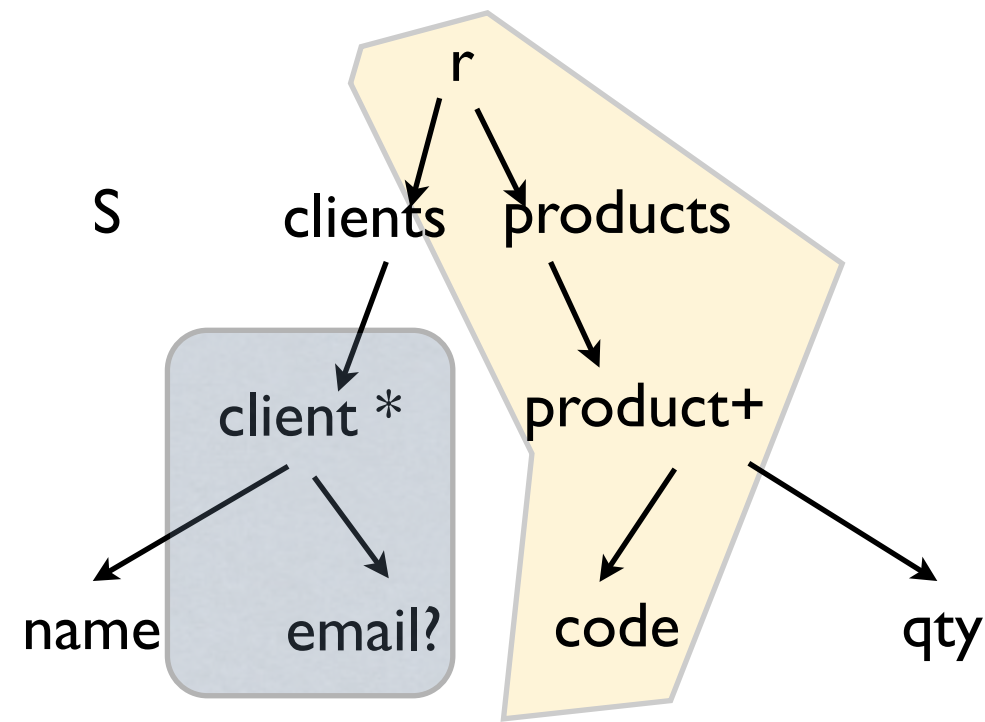 r
S clients products
client * product+
name email? code qty